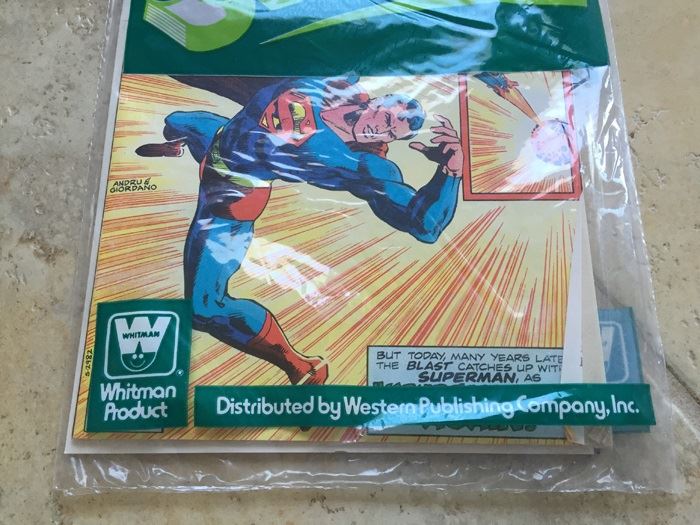 ANDRU &
GIORDANO
S
BUT TODAY, MANY YEARS LATE
THE BLAST CATCHES UP WITH
SUPERMAN, AS
WHITMAN
W
Whitman®
Product
S-2982
Distributed by Western Publishing Company, Inc.